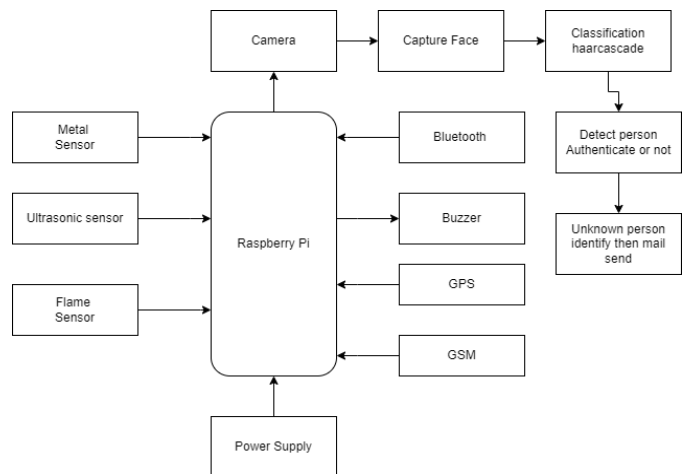 Camera
Capture Face
Classification
haarcascade
Metal
Sensor
Bluetooth
Detect person
Authenticate or not
Ultrasonic sensor
Buzzer
Raspberry Pi
Unknown person
identify then mail
send
GPS
Flame
Sensor
GSM
Power Supply